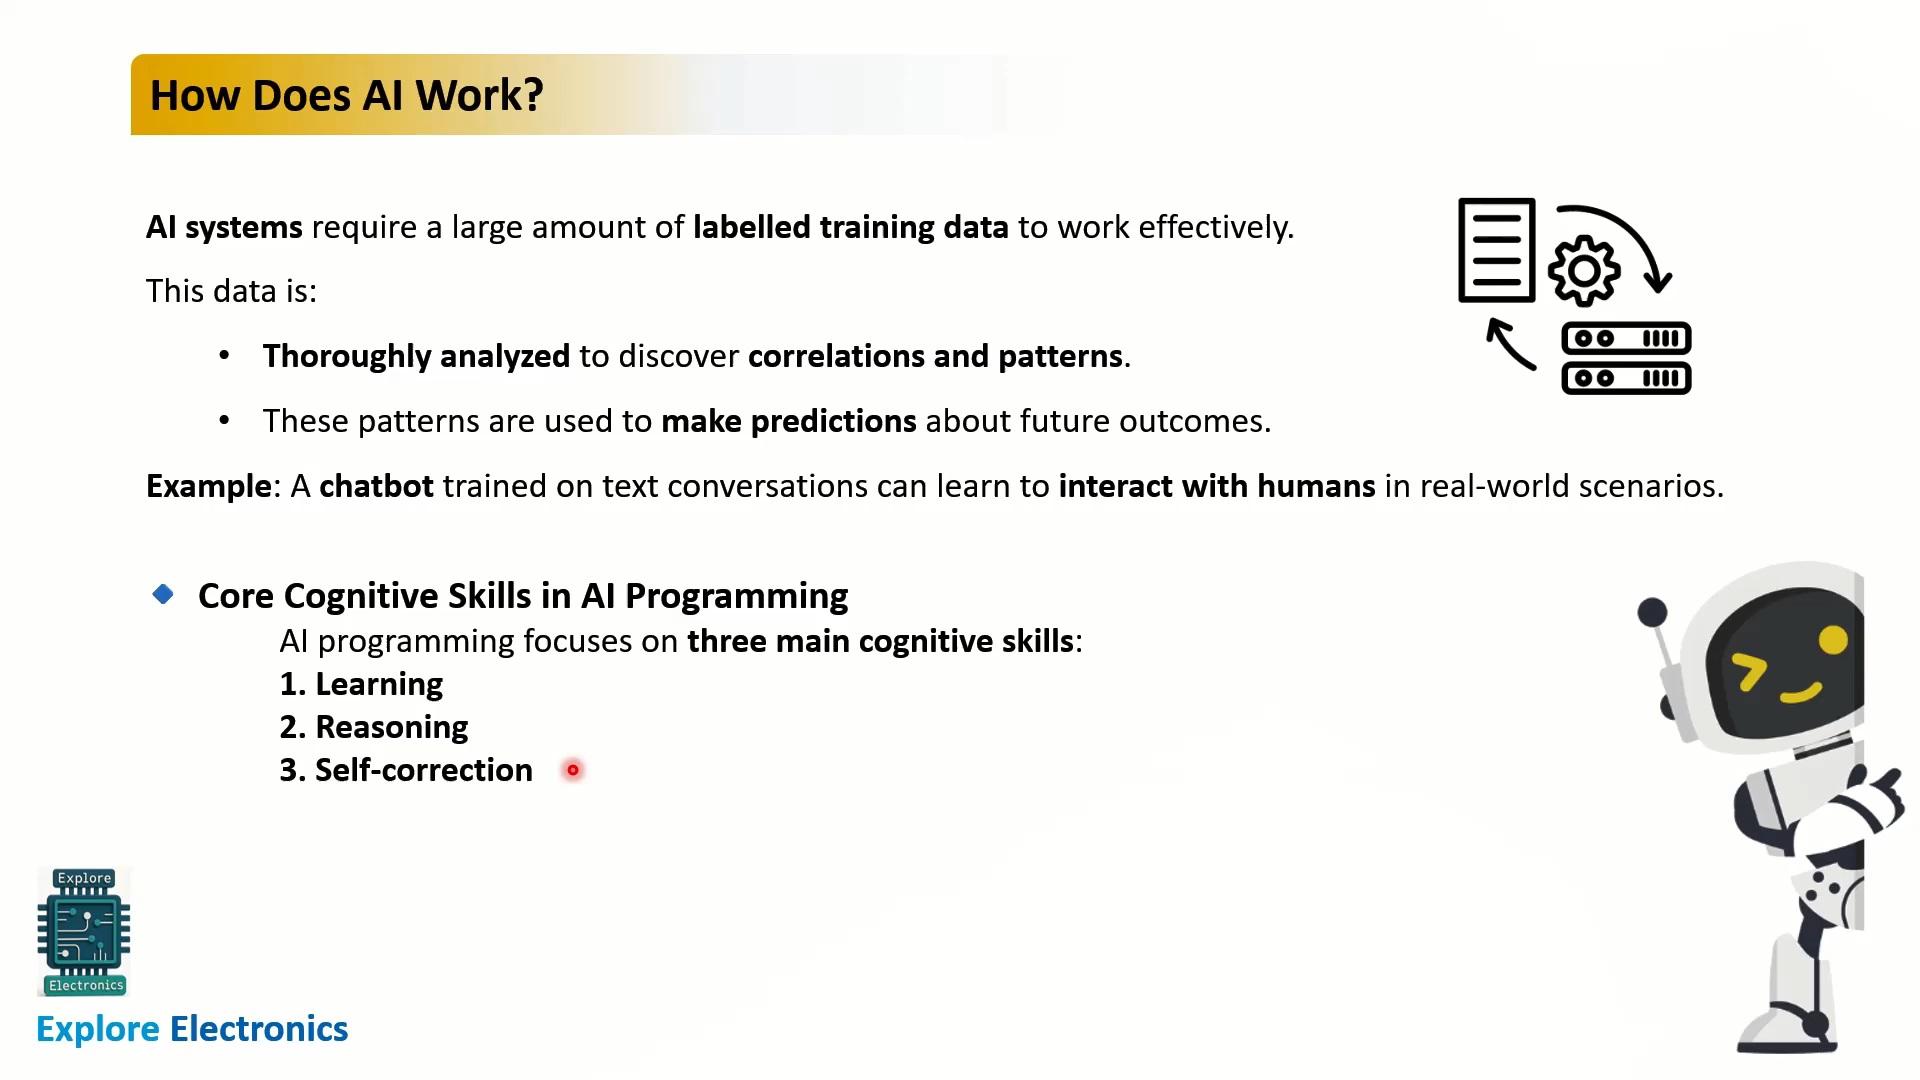 How Does AI Work?
AI systems require a large amount of labelled training data to work effectively.
This data is:
• Thoroughly analyzed to discover correlations and patterns.
• These patterns are used to make predictions about future outcomes.
Example: A chatbot trained on text conversations can learn to interact with humans in real-world scenarios.
Core Cognitive Skills in AI Programming
AI programming focuses on three main cognitive skills:
1. Learning
2. Reasoning
3. Self-correction
Explore
Electronics
Explore Electronics